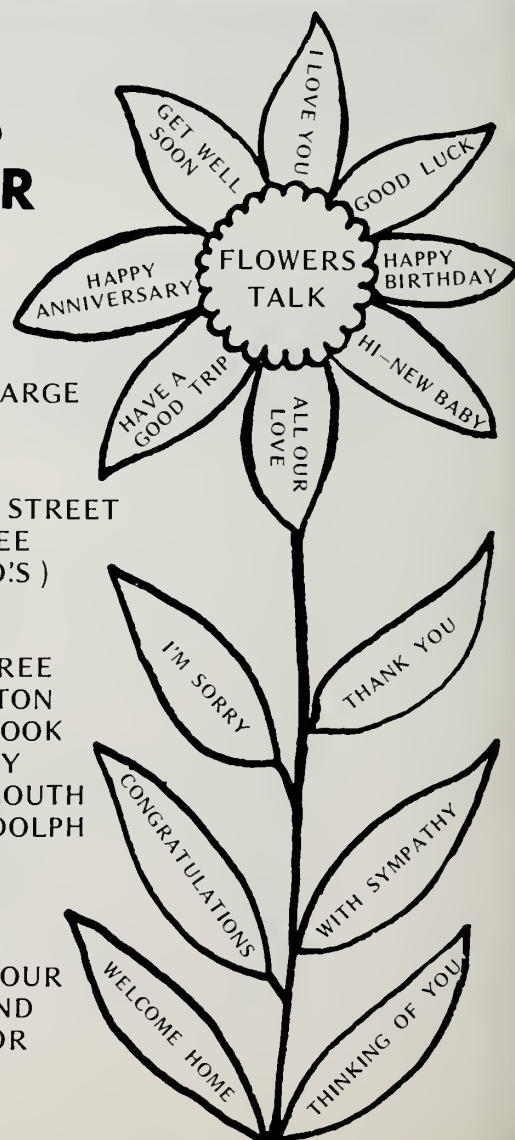 R
ARGE
STREET
EE
O'S )
REE
TON
OOK
Y
OUTH
DOLPH
OUR
ND
OR
I LOVE YOU
GET WELL
SOON
GOOD LUCK
FLOWERS
TALK
HAPPY
BIRTHDAY
HAPPY
ANNIVERSARY
HI-NEW BABY
HAVE A
GOOD TRIP
ALL OUR
LOVE
I'M SORRY
THANK YOU
CONGRATULATIONS
WITH SYMPATHY
WELCOME HOME
THINKING OF YOU